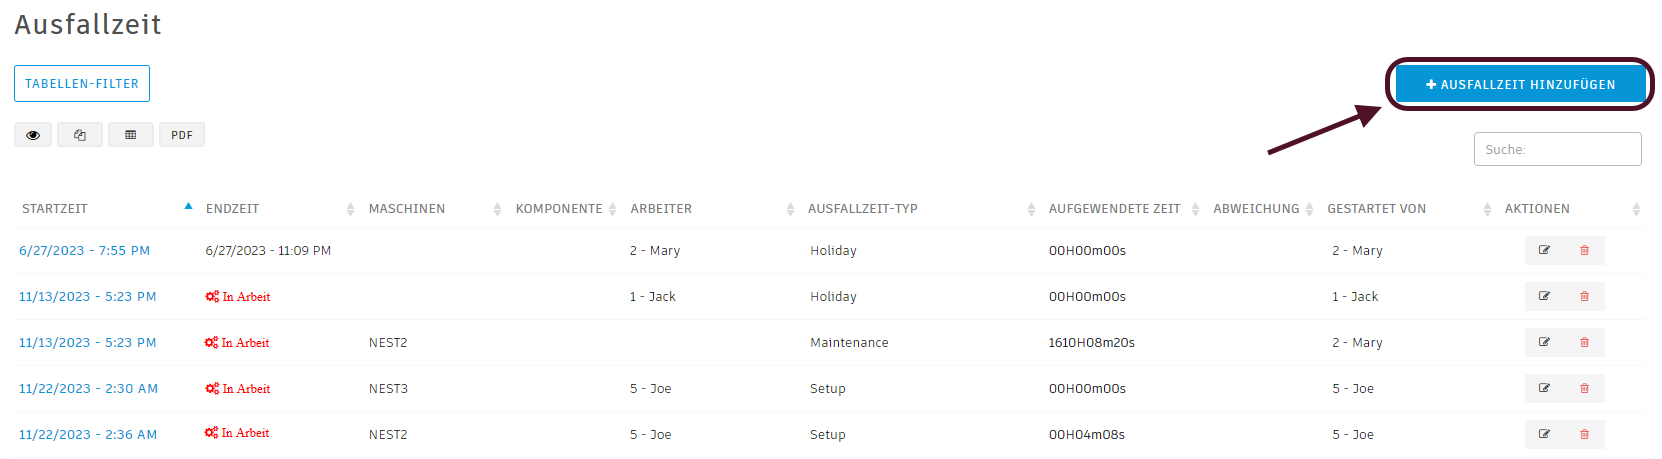 Ausfallzeit
TABELLEN-FILTER
AUSFALLZEIT HINZUFÜGEN
PDF
Suche:
STARTZEIT ENDZEIT MASCHINEN KOMPONENTE ARBEITER AUSFALLZEIT-TYP AUFGEWENDETE ZEIT ABWEICHUNG GESTARTET VON AKTIONEN
6/27/2023 - 7:55 PM 6/27/2023 - 11:09 PM 2 - Mary Holiday 00H00m00s 2 - Mary
11/13/2023 - 5:23 PM In Arbeit 1 - Jack Holiday 00H00m00s 1 - Jack
11/13/2023 - 5:23 PM In Arbeit NEST2 Maintenance 1610H08m20s 2 - Mary
11/22/2023 - 2:30 AM In Arbeit NEST3 5 - Joe Setup 00H00m00s 5 - Joe
11/22/2023 - 2:36 AM In Arbeit NEST2 5 - Joe Setup 00H04m08s 5 - Joe